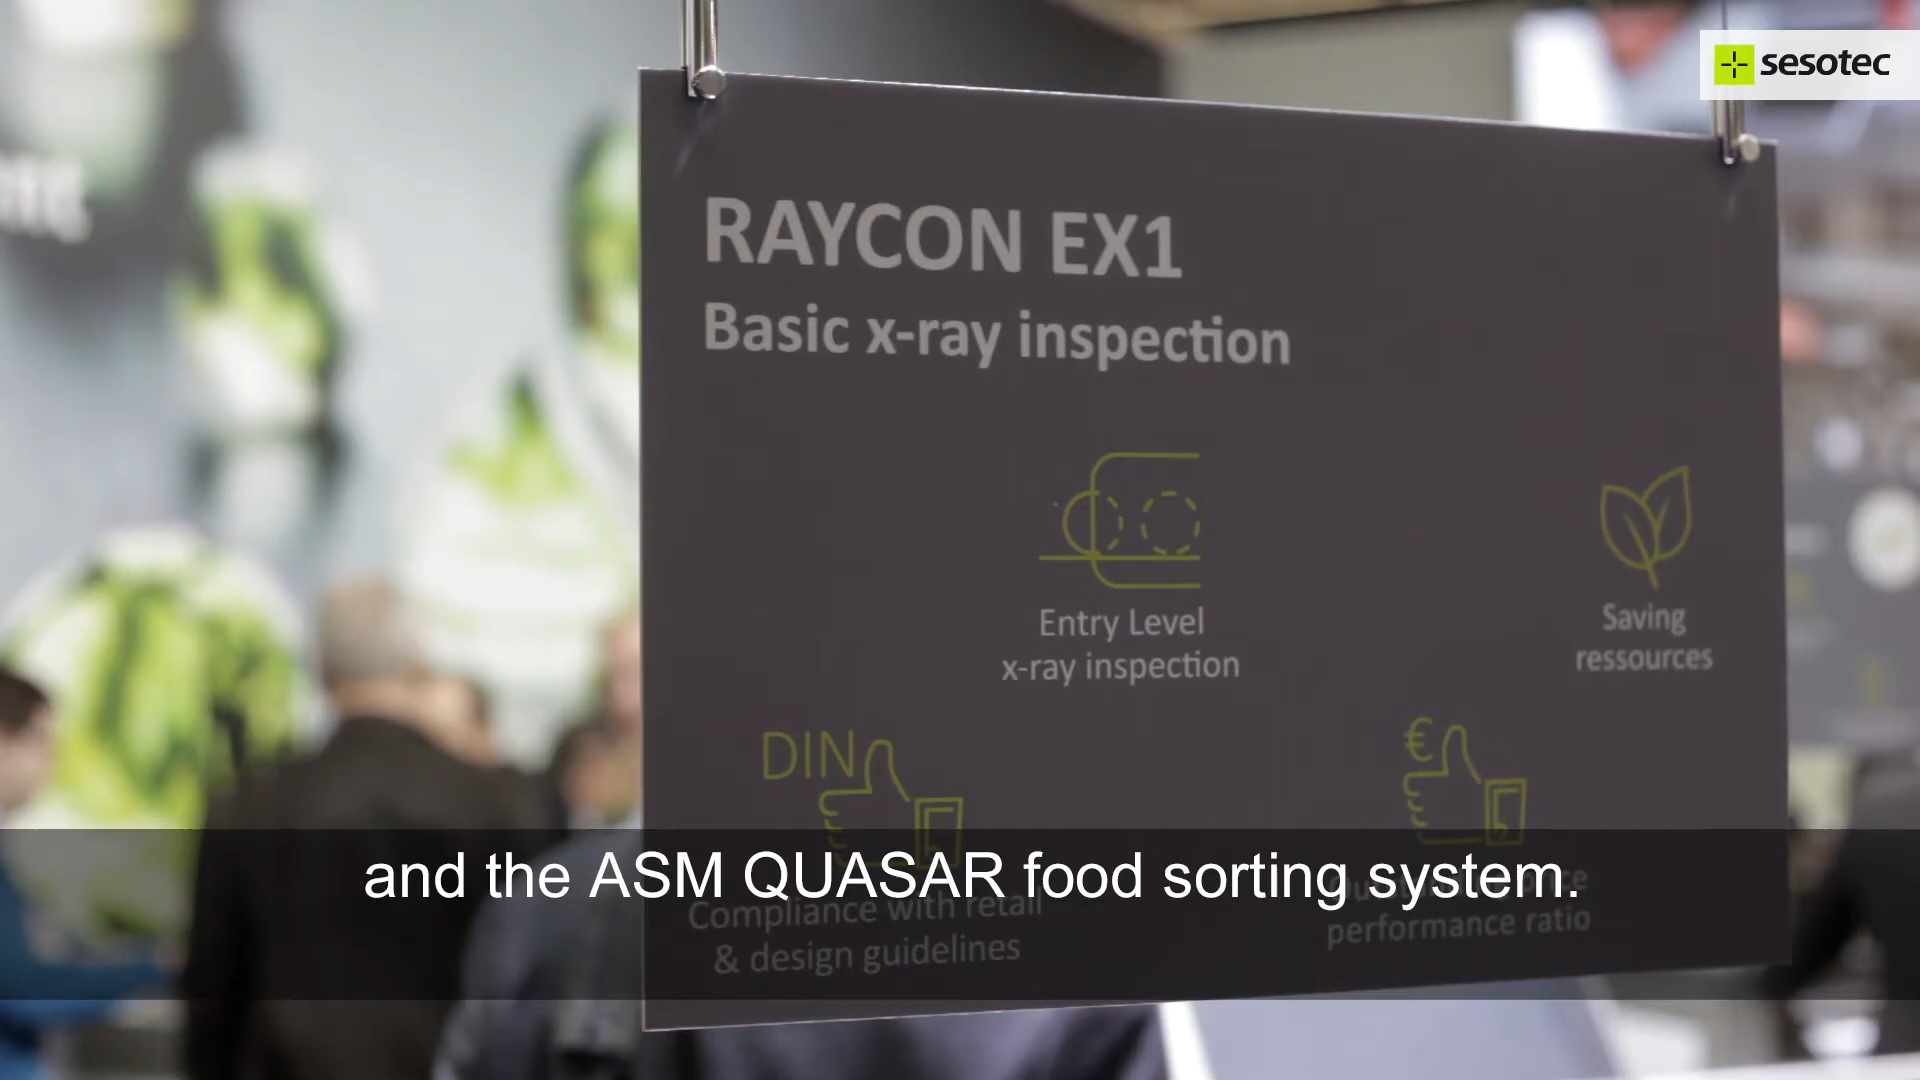 sesotec
RAYCON EX1
Basic x-ray inspection
Entry Level
x-ray inspection
Saving
ressources
DIN
€
Compliance with retail
& design guidelines
price
performance ratio
and the ASM QUASAR food sorting system.